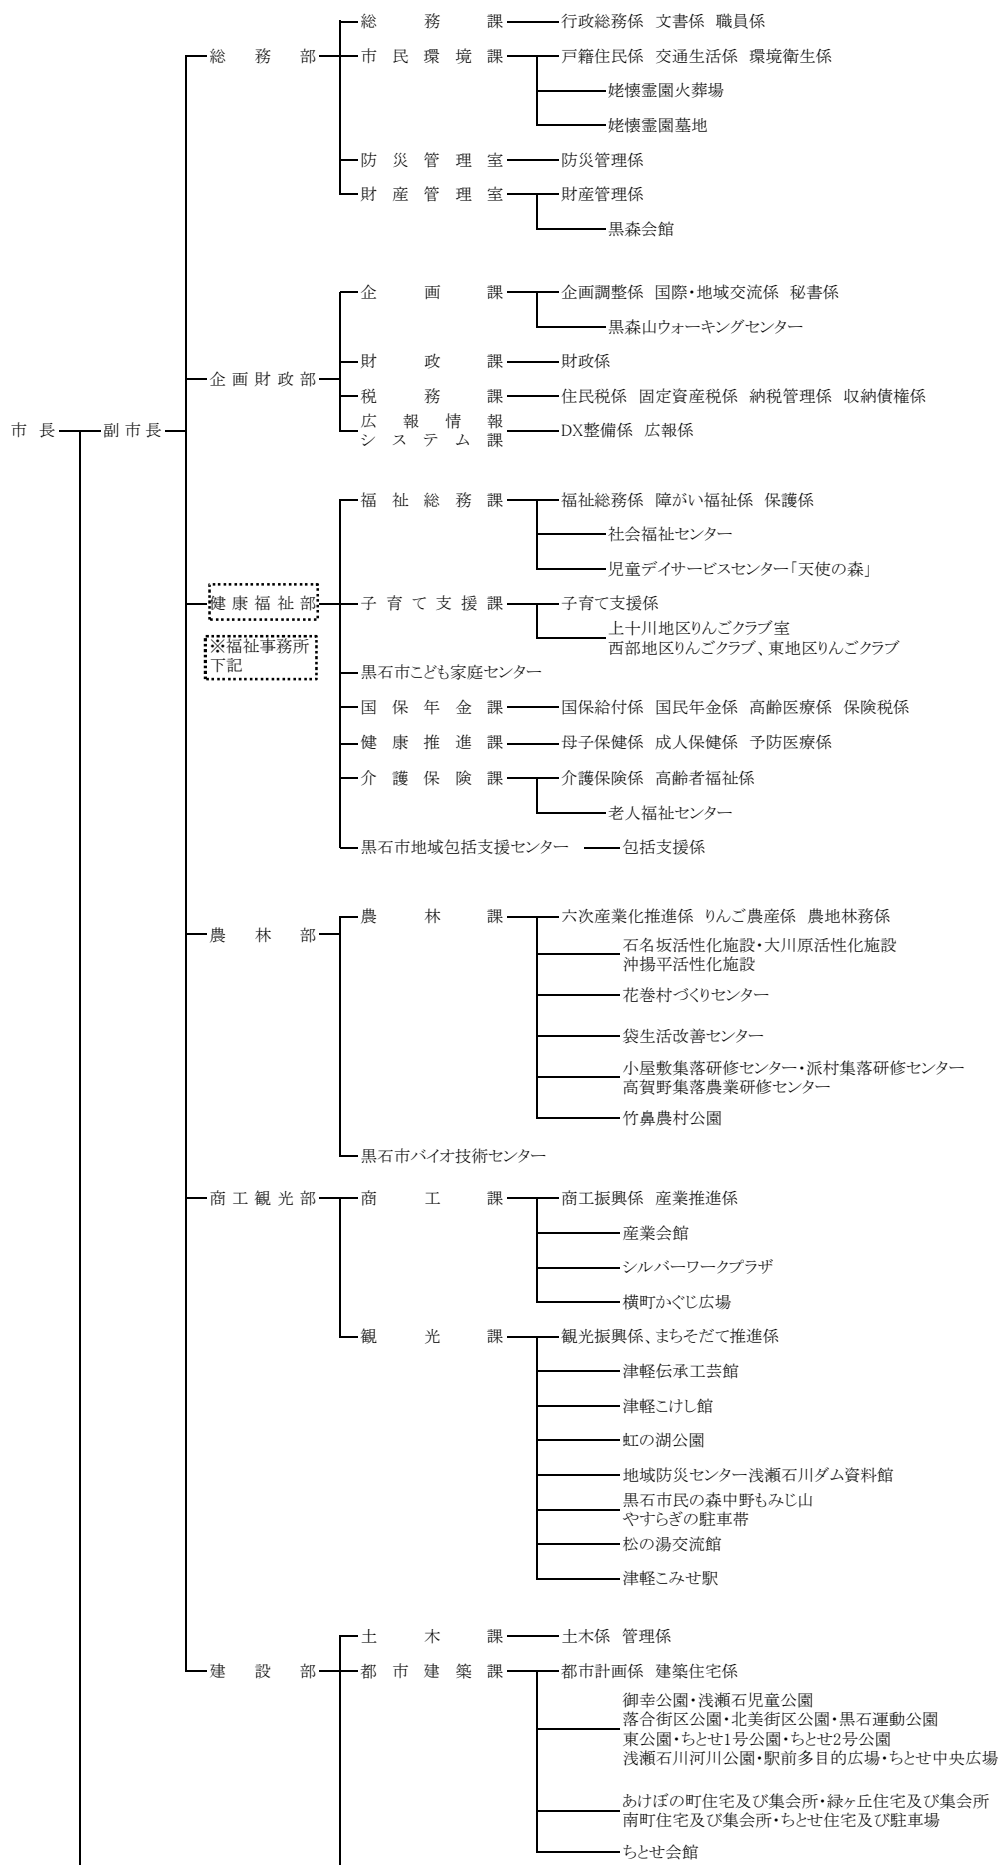 総務課 行政総務係 文書係 職員係
総務部 市民環境課 戸籍住民係 交通生活係 環境衛生係
姥懐霊園火葬場
姥懐霊園墓地
防災管理室 防災管理係
財産管理室 財産管理係
黒森会館
企画課 企画調整係 国際・地域交流係 秘書係
黒森山ウォーキングセンター
財政課 財政係
企画財政部
税務課 住民税係 固定資産税係 納税管理係 収納債権係
広報情報
システム課 DX整備係 広報係
市長 副市長
福祉総務課 福祉総務係 障がい福祉係 保護係
社会福祉センター
児童デイサービスセンター「天使の森」
健康福祉部 子育て支援課 子育て支援係
※福祉事務所
下記
上十川地区りんごクラブ室
西部地区りんごクラブ、東地区りんごクラブ
黒石市こども家庭センター
国保年金課 国保給付係 国民年金係 高齢医療係 保険税係
健康推進課 母子保健係 成人保健係 予防医療係
介護保険課 介護保険係 高齢者福祉係
老人福祉センター
黒石市地域包括支援センター 包括支援係
農林部 農林課 六次産業化推進係 りんご農産係 農地林務係
石名坂活性化施設・大川原活性化施設
沖揚平活性化施設
花巻村づくりセンター
袋生活改善センター
小屋敷集落研修センター・派村集落研修センター
高賀野集落農業研修センター
竹鼻農村公園
黒石市バイオ技術センター
商工観光部 商工課 商工振興係 産業推進係
産業会館
シルバーワークプラザ
横町かぐじ広場
観光課 観光振興係、まちそだて推進係
津軽伝承工芸館
津軽こけし館
虹の湖公園
地域防災センター浅瀬石川ダム資料館
黒石市民の森中野もみじ山
やすらぎの駐車帯
松の湯交流館
津軽こみせ駅
土木課 土木係 管理係
建設部 都市建築課 都市計画係 建築住宅係
御幸公園・浅瀬石児童公園
落合街区公園・北美街区公園・黒石運動公園
東公園・ちとせ1号公園・ちとせ2号公園
浅瀬石川河川公園・駅前多目的広場・ちとせ中央広場
あけぼの町住宅及び集会所・緑ヶ丘住宅及び集会所
南町住宅及び集会所・ちとせ住宅及び駐車場
ちとせ会館